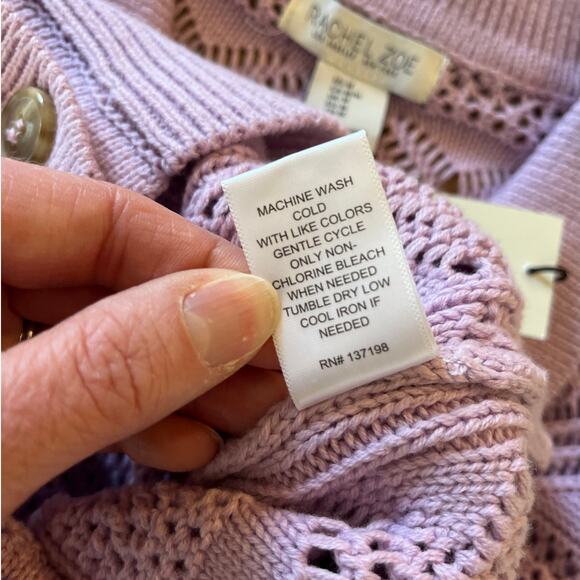 RACHEL ZOE
MACHINE WASH
COLD
WITH LIKE COLORS
GENTLE CYCLE
ONLY NON-
CHLORINE BLEACH
WHEN NEEDED
TUMBLE DRY LOW
COOL IRON IF
NEEDED
RN# 137198